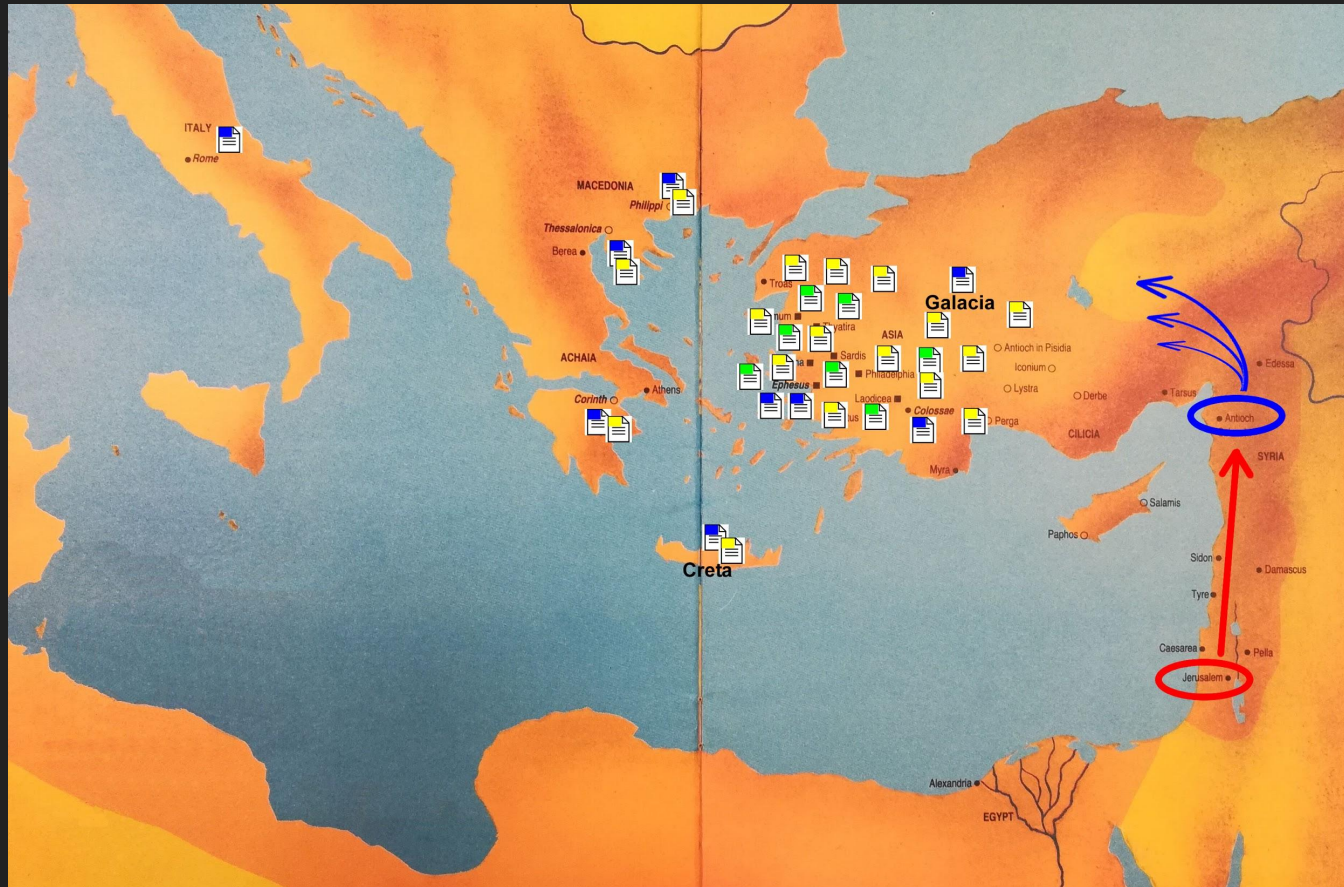 ITALY
Rome
MACEDONIA
Philippi
Thessalonica
Berea
Troas
Galacia
Thyatira
ASIA
Antioch in Pisidia
Edessa
Sardis
Iconium
ACHAIA
Philadelphia
Athens
Ephesus
Lystra
Tarsus
Corinth
Laodicea
Derbe
Colossae
Antioch
Perga
CILICIA
SYRIA
Myra
Salamis
Paphos
Sidon
Creta
Damascus
Tyre
Caesarea
Pella
Jerusalem
Alexandria
EGYPT